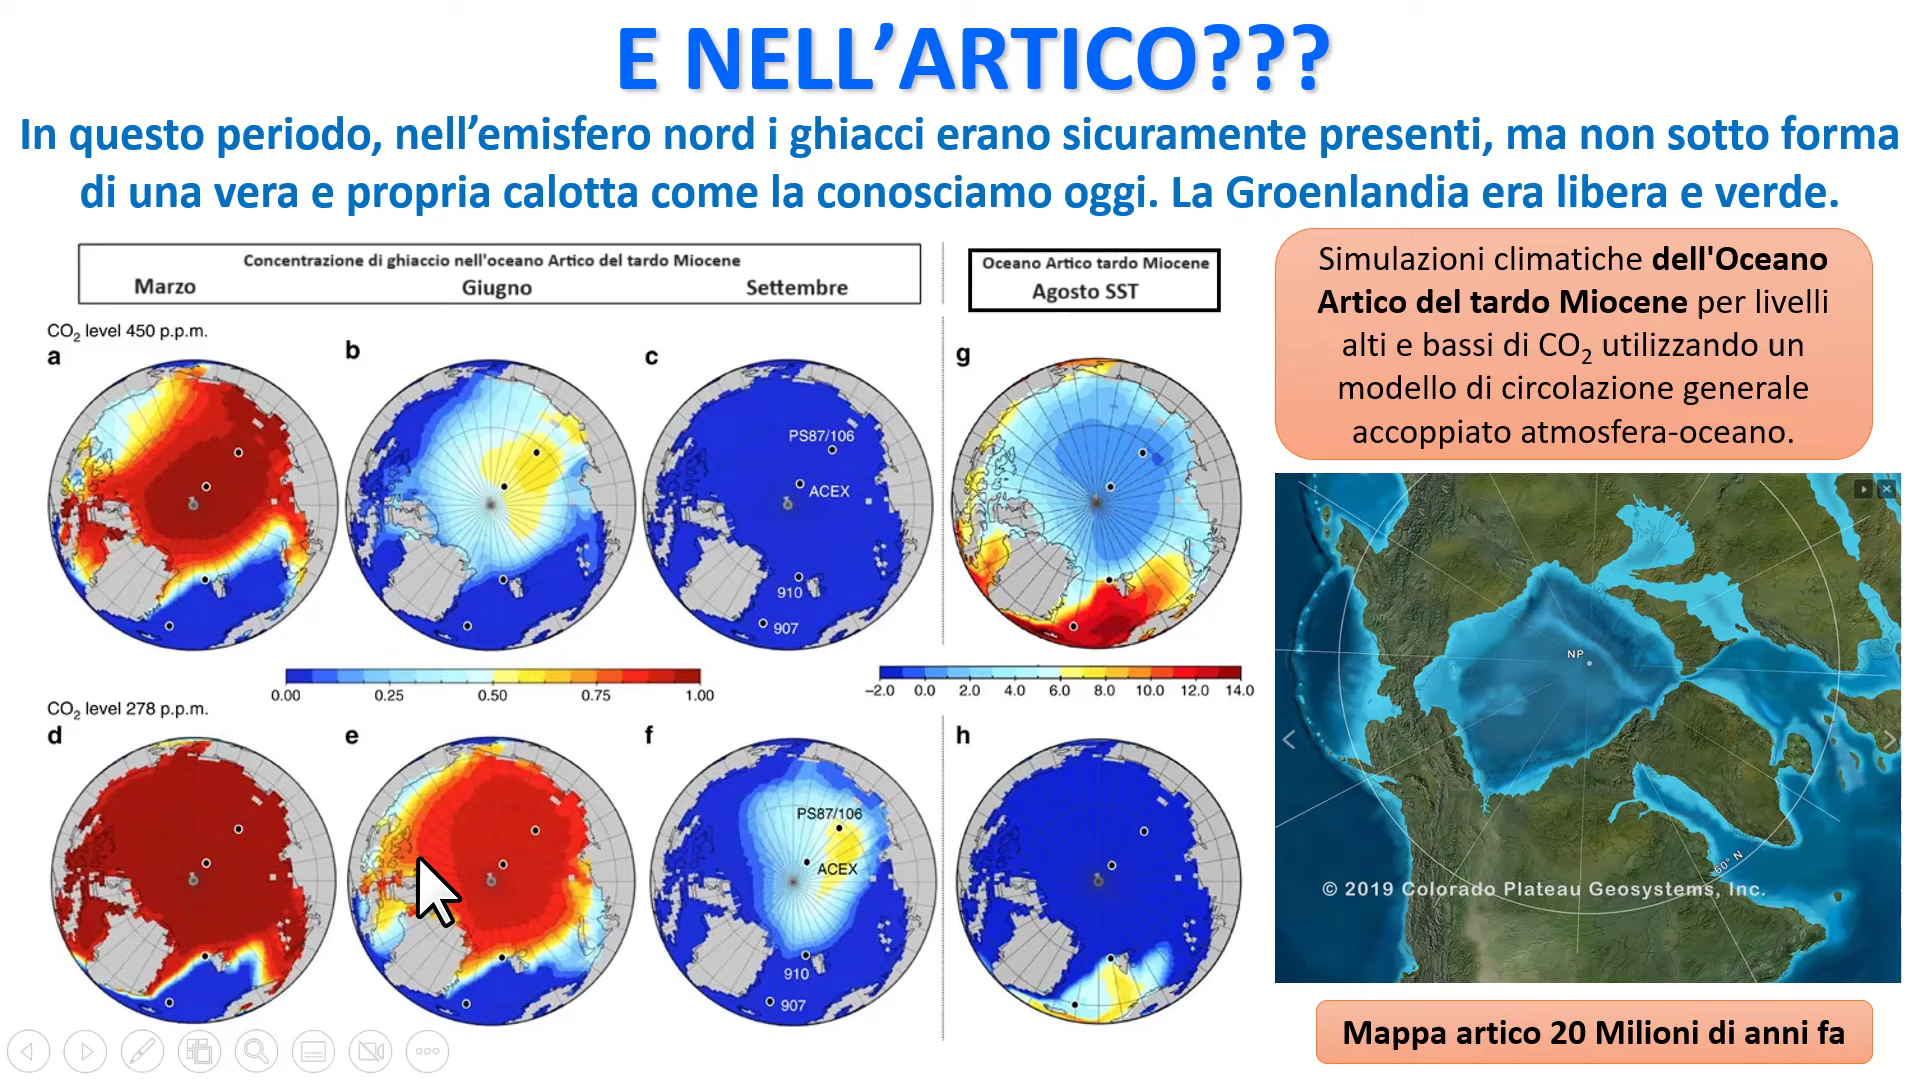 E NELL’ARTICO???
In questo periodo, nell’emisfero nord i ghiacci erano sicuramente presenti, ma non sotto forma
di una vera e propria calotta come la conosciamo oggi. La Groenlandia era libera e verde.
Concentrazione di ghiaccio nell'oceano Artico del tardo Miocene
Marzo Giugno Settembre
Oceano Artico tardo Miocene
Agosto SST
CO₂ level 450 p.p.m.
a b c g
PS87/106
ACEX
910
907
0.00 0.25 0.50 0.75 1.00
−2.0 0.0 2.0 4.0 6.0 8.0 10.0 12.0 14.0
CO₂ level 278 p.p.m.
d e f h
PS87/106
ACEX
910
907
Simulazioni climatiche dell'Oceano
Artico del tardo Miocene per livelli
alti e bassi di CO₂ utilizzando un
modello di circolazione generale
accoppiato atmosfera-oceano.
NP
60° N
© 2019 Colorado Plateau Geosystems, Inc.
Mappa artico 20 Milioni di anni fa